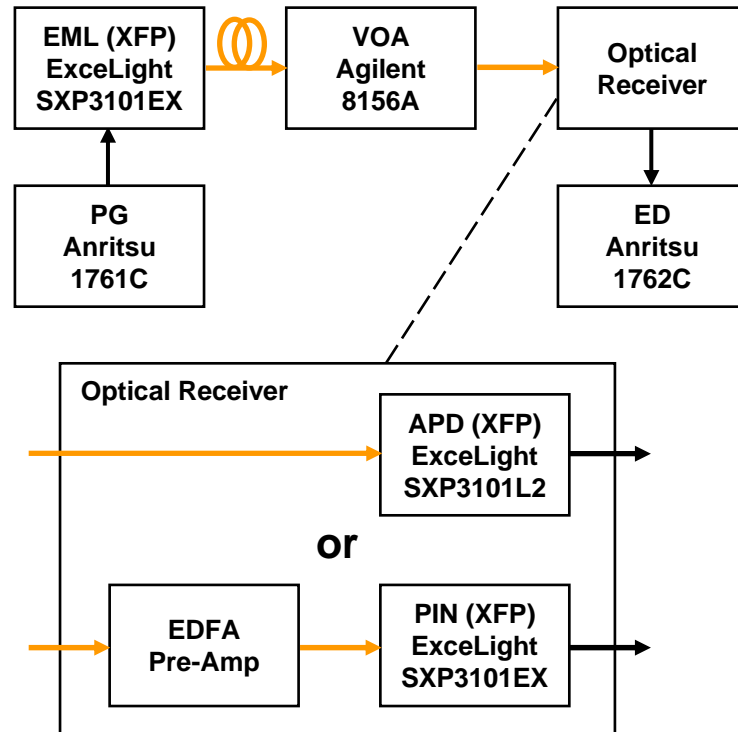 EML (XFP)
ExceLight
SXP3101EX
VOA
Agilent
8156A
Optical
Receiver
PG
Anritsu
1761C
ED
Anritsu
1762C
Optical Receiver
APD (XFP)
ExceLight
SXP3101L2
or
EDFA
Pre-Amp
PIN (XFP)
ExceLight
SXP3101EX